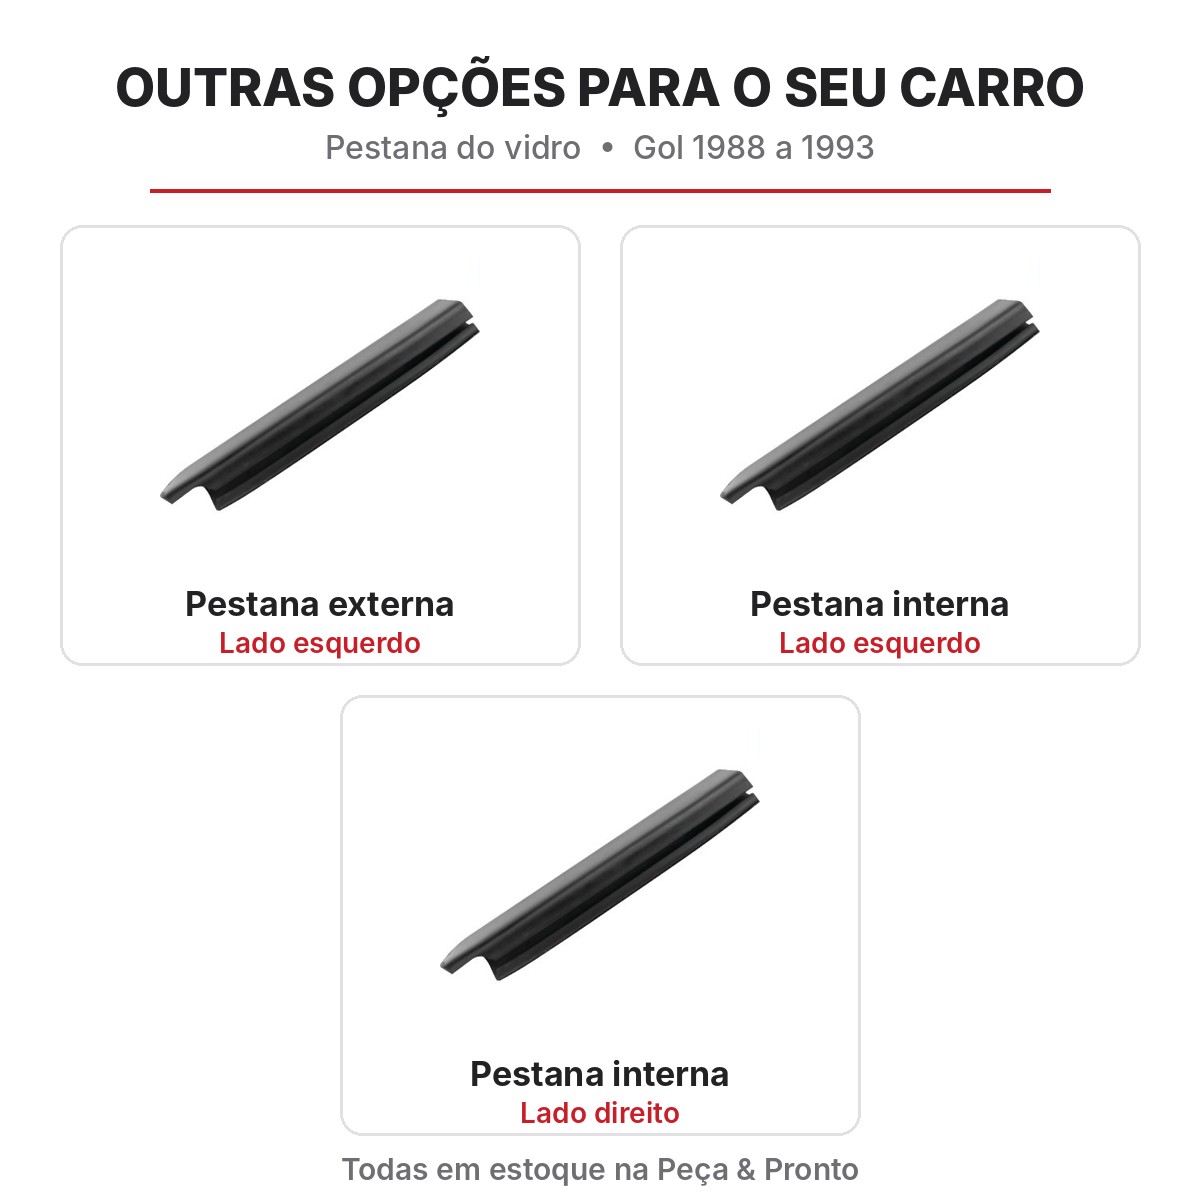 OUTRAS OPÇÕES PARA O SEU CARRO
Pestana do vidro • Gol 1988 a 1993
Pestana externa
Lado esquerdo
Pestana interna
Lado esquerdo
Pestana interna
Lado direito
Todas em estoque na Peça & Pronto